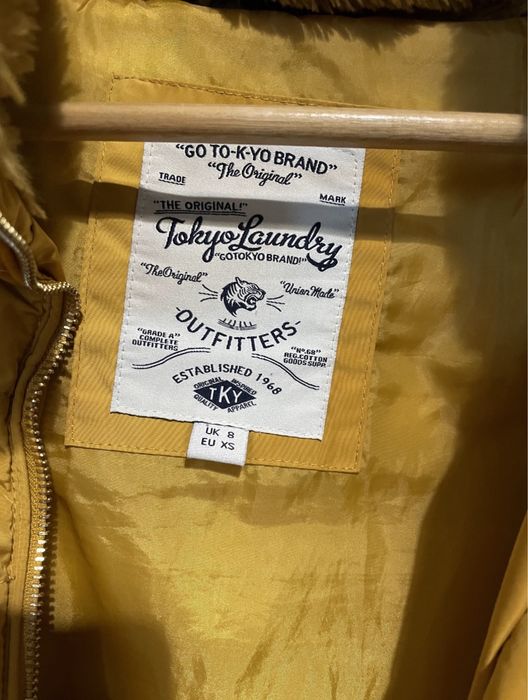 "GO TO-K-YO BRAND"
"The Original"
TRADE MARK
"THE ORIGINAL!"
Tokyo Laundry
"GOTOKYO BRAND!"
"The Original" "Union Made"
OUTFITTERS
"GRADE A"
COMPLETE
OUTFITTERS
"Nº.68"
REG.COTTON
GOODS SUPP.
ESTABLISHED 1968
ORIGINAL INSPIRED
TKY
QUALITY APPAREL
UK 8
EU XS